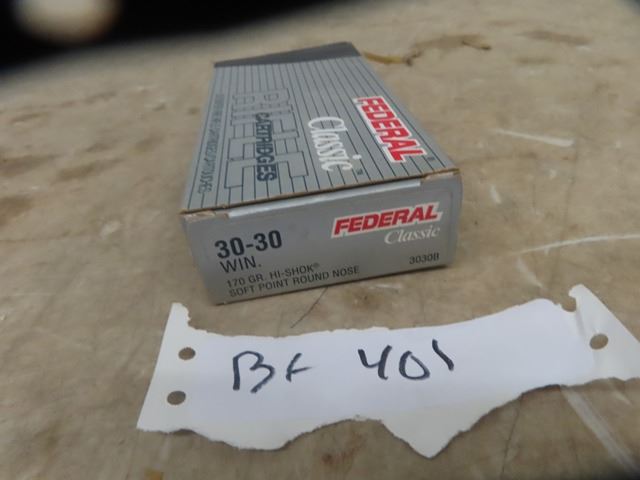 FEDERAL
Classic
RIFLE
CARTRIDGES
30-30
WIN.
170 GR. HI-SHOK®
SOFT POINT ROUND NOSE
FEDERAL
Classic
3030B
BF 401